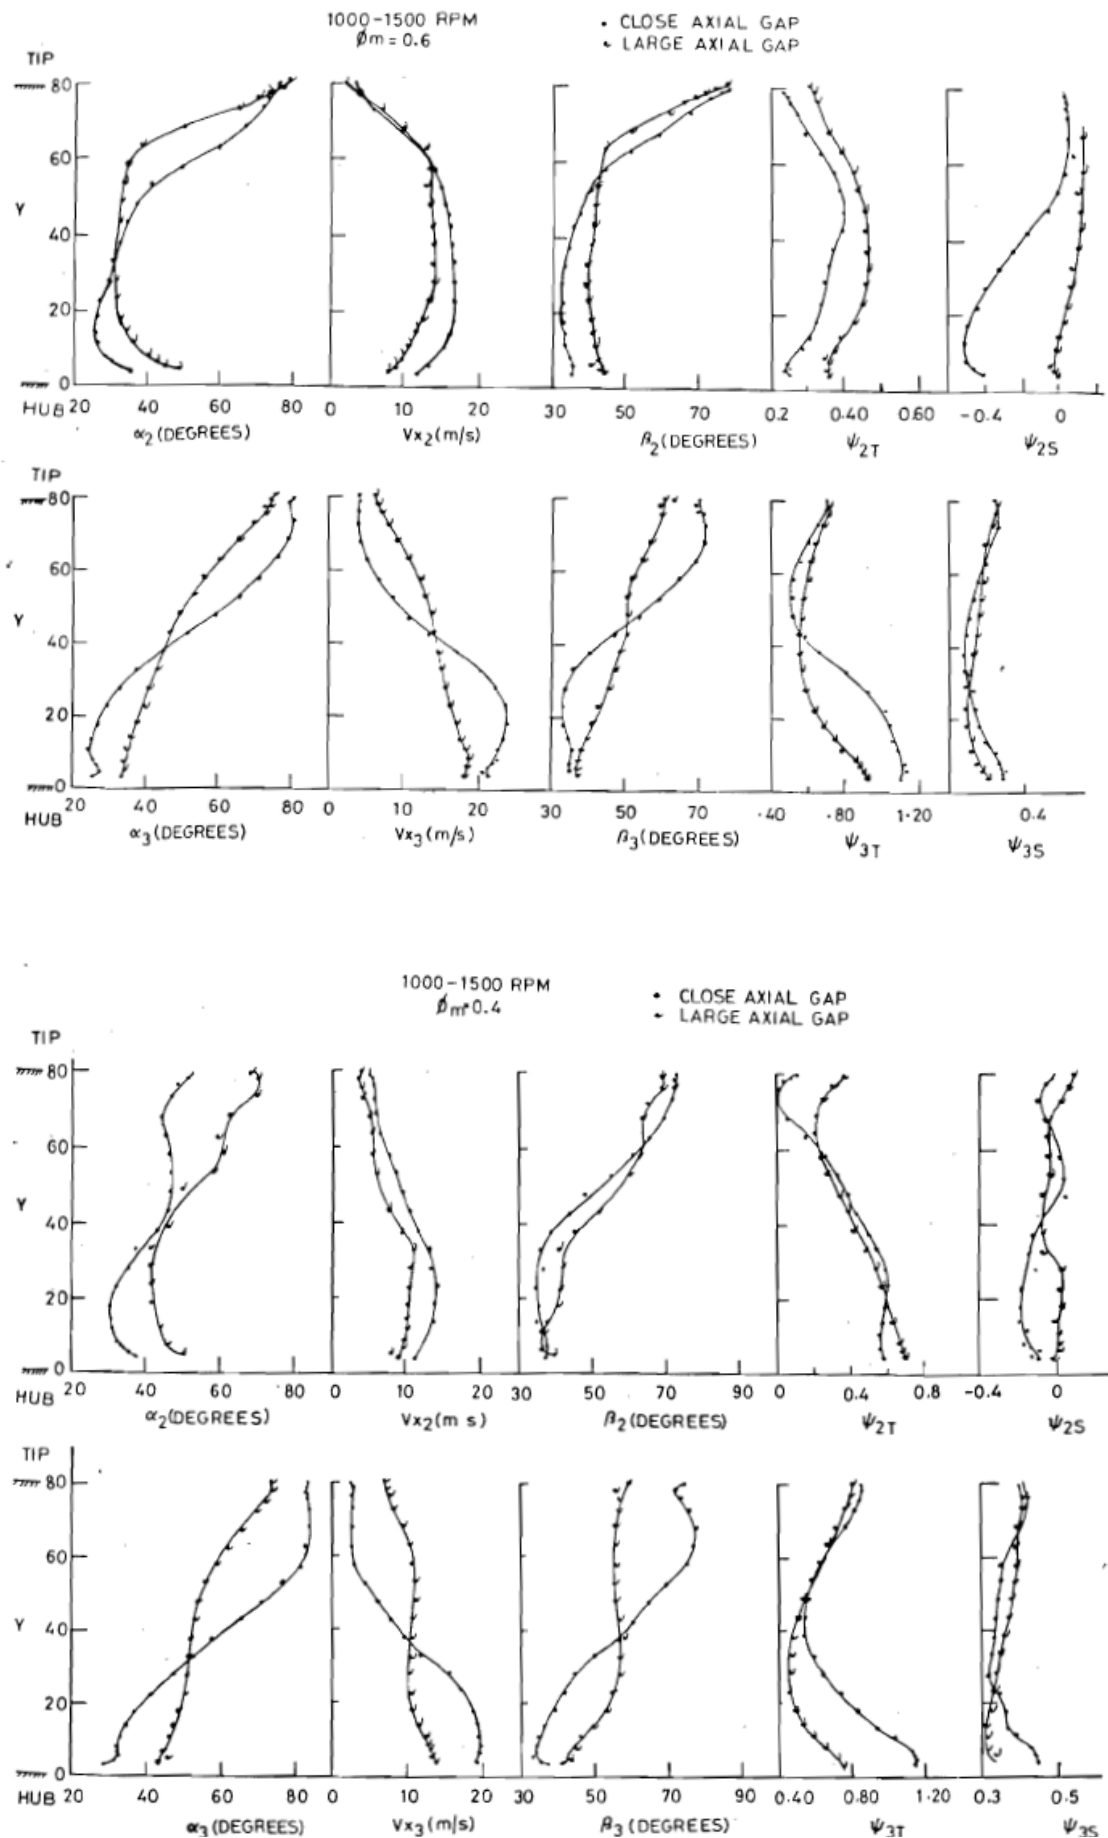 1000-1500 RPM
Øm = 0.6
• CLOSE AXIAL GAP
LARGE AXIAL GAP
TIP
80
60
Y
40
20
0
HUB 20 40 60 80
α2 (DEGREES)
0 10 20
Vx2 (m/s)
30 50 70
β2 (DEGREES)
0.2 0.40 0.60
ψ2T
-0.4 0
ψ2S
TIP
80
60
Y
40
20
0
HUB 20 40 60 80
α3 (DEGREES)
0 10 20
Vx3 (m/s)
30 50 70
β3 (DEGREES)
·40 ·80 1·20
ψ3T
0.4
ψ3S
1000-1500 RPM
Øm=0.4
• CLOSE AXIAL GAP
LARGE AXIAL GAP
TIP
80
60
Y
40
20
0
HUB 20 40 60 80
α2 (DEGREES)
0 10 20
Vx2 (m s)
30 50 70 90
β2 (DEGREES)
0 0.4 0.8
ψ2T
-0.4 0
ψ2S
TIP
80
60
Y
40
20
0
HUB 20 40 60 80
α3 (DEGREES)
0 10 20
Vx3 (m/s)
30 50 70 90
β3 (DEGREES)
0.40 0.80 1·20
ψ3T
0.3 0.5
ψ3S